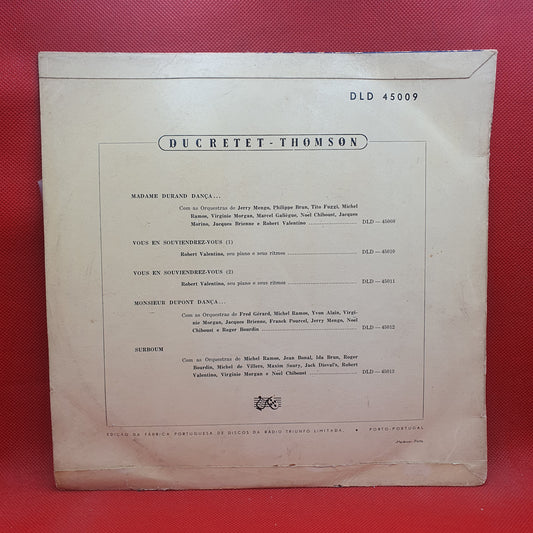 DLD 45009
DUCRETET - THOMSON
MADAME DURAND DANÇA...
Com as Orquestras de Jerry Mengo, Philippe Brun, Tito Fuggi, Michel
Ramos, Virginie Morgan, Marcel Galiègue, Noel Chiboust, Jacques
Morino, Jacques Brienne e Robert Valentino ........................ DLD — 45008
VOUS EN SOUVIENDREZ-VOUS (1)
Robert Valentino, seu piano e seus ritmos ........................ DLD — 45010
VOUS EN SOUVIENDREZ-VOUS (2)
Robert Valentino, seu piano e seus ritmos ........................ DLD — 45011
MONSIEUR DUPONT DANÇA...
Com as Orquestras de Fred Gérard, Michel Ramos, Yvon Alain, Virgi-
nie Morgan, Jacques Brienne, Franck Pourcel, Jerry Mengo, Noel
Chiboust e Roger Bourdin ........................ DLD — 45012
SURBOUM
Com as Orquestras de Michel Ramos, Jean Bonal, Ida Brun, Roger
Bourdin, Michel de Villers, Maxim Saury, Jack Dieval's, Robert
Valentino, Virginie Morgan e Noel Chiboust ........................ DLD — 45013
EDIÇÃO DA FÁBRICA PORTUGUESA DE DISCOS DA RÁDIO TRIUNFO LIMITADA. • PORTO-PORTUGAL